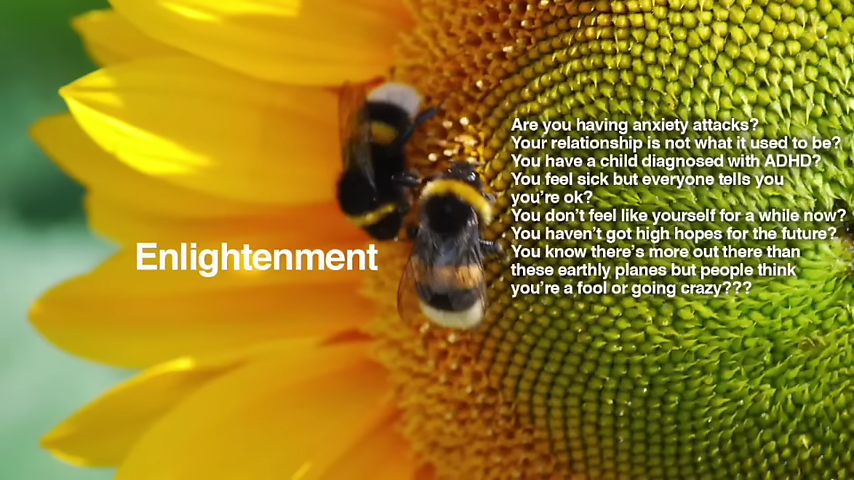 Enlightenment
Are you having anxiety attacks?
Your relationship is not what it used to be?
You have a child diagnosed with ADHD?
You feel sick but everyone tells you
you're ok?
You don't feel like yourself for a while now?
You haven't got high hopes for the future?
You know there's more out there than
these earthly planes but people think
you're a fool or going crazy???